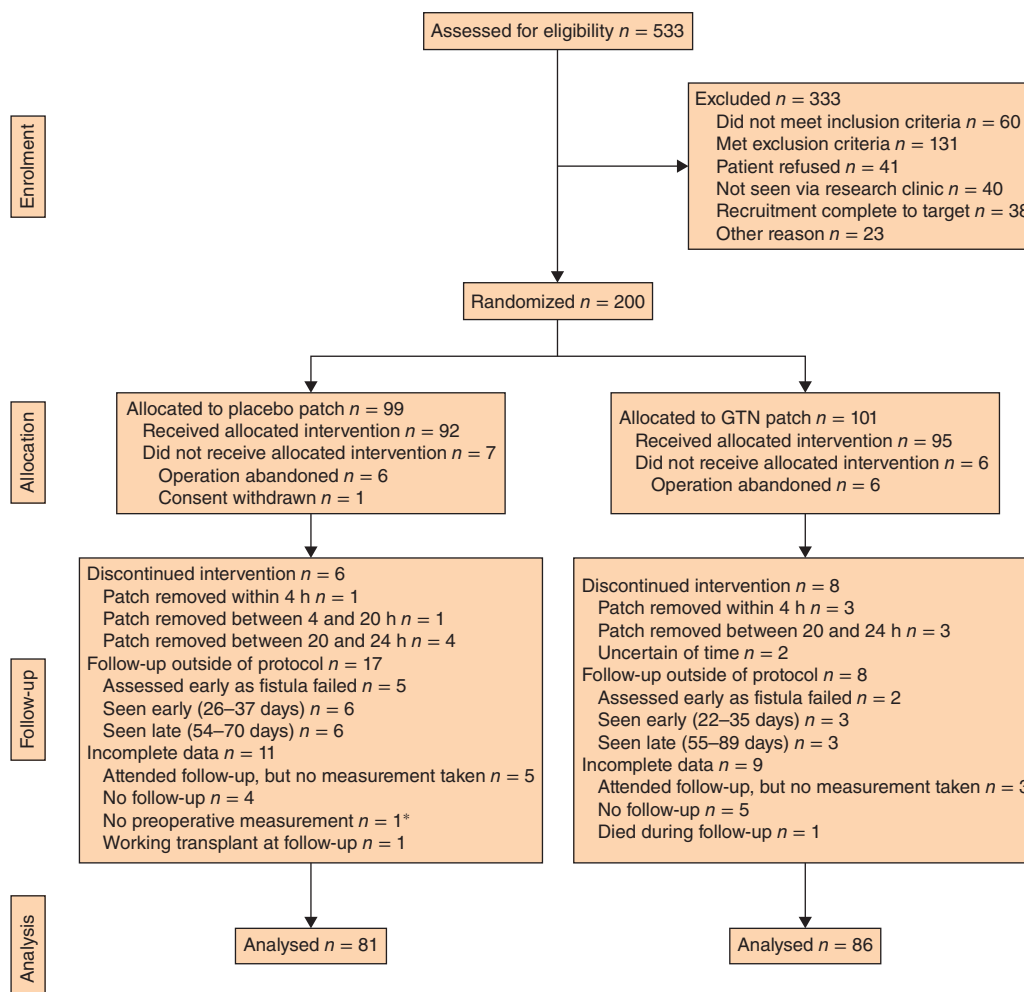 Assessed for eligibility n = 533
Enrolment
Excluded n = 333
Did not meet inclusion criteria n = 60
Met exclusion criteria n = 131
Patient refused n = 41
Not seen via research clinic n = 40
Recruitment complete to target n = 38
Other reason n = 23
Randomized n = 200
Allocation
Allocated to placebo patch n = 99
Received allocated intervention n = 92
Did not receive allocated intervention n = 7
Operation abandoned n = 6
Consent withdrawn n = 1
Allocated to GTN patch n = 101
Received allocated intervention n = 95
Did not receive allocated intervention n = 6
Operation abandoned n = 6
Follow-up
Discontinued intervention n = 6
Patch removed within 4 h n = 1
Patch removed between 4 and 20 h n = 1
Patch removed between 20 and 24 h n = 4
Follow-up outside of protocol n = 17
Assessed early as fistula failed n = 5
Seen early (26–37 days) n = 6
Seen late (54–70 days) n = 6
Incomplete data n = 11
Attended follow-up, but no measurement taken n = 5
No follow-up n = 4
No preoperative measurement n = 1*
Working transplant at follow-up n = 1
Discontinued intervention n = 8
Patch removed within 4 h n = 3
Patch removed between 20 and 24 h n = 3
Uncertain of time n = 2
Follow-up outside of protocol n = 8
Assessed early as fistula failed n = 2
Seen early (22–35 days) n = 3
Seen late (55–89 days) n = 3
Incomplete data n = 9
Attended follow-up, but no measurement taken n = 3
No follow-up n = 5
Died during follow-up n = 1
Analysis
Analysed n = 81
Analysed n = 86